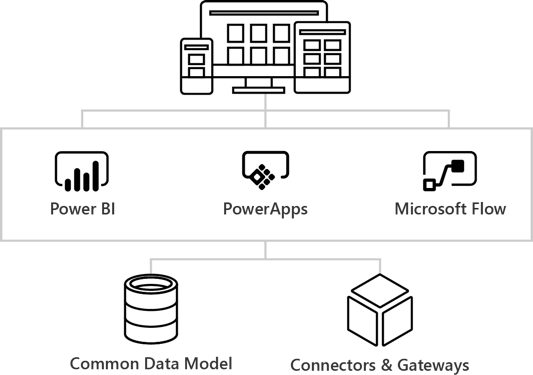 Power BI
PowerApps
Microsoft Flow
Common Data Model
Connectors & Gateways